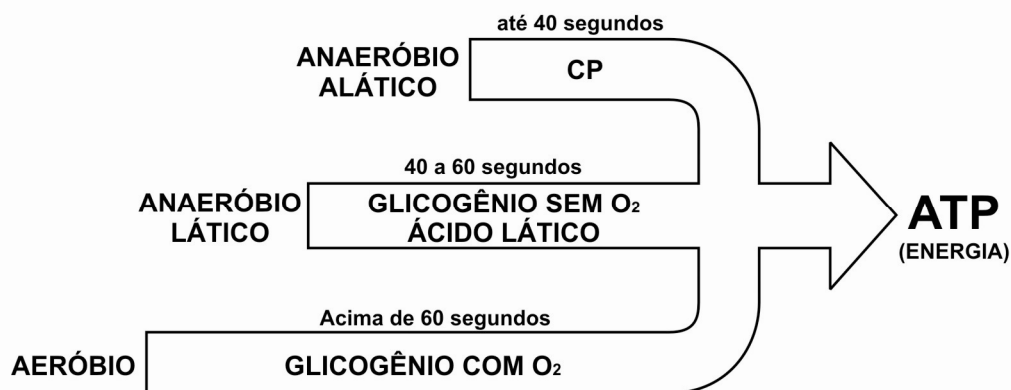 até 40 segundos
ANAERÓBIO
ALÁTICO
CP
40 a 60 segundos
ANAERÓBIO
LÁTICO
GLICOGÊNIO SEM O₂
ÁCIDO LÁTICO
ATP
(ENERGIA)
Acima de 60 segundos
AERÓBIO
GLICOGÊNIO COM O₂